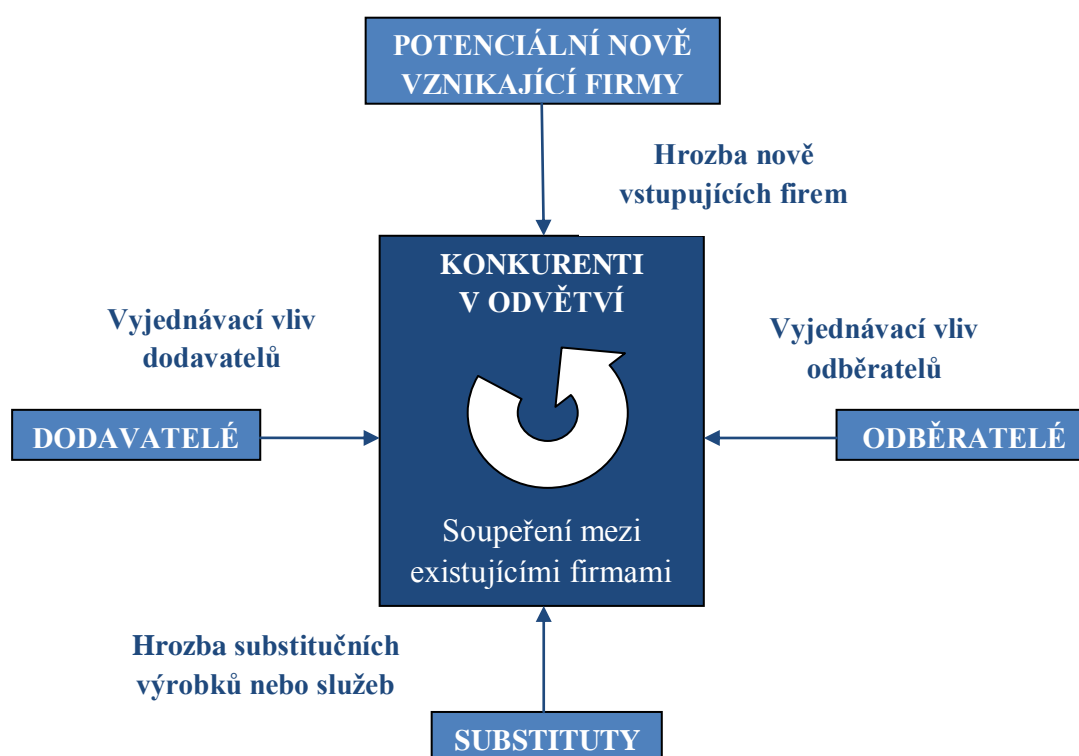 POTENCIÁLNÍ NOVĚ
VZNIKAJÍCÍ FIRMY
Hrozba nově
vstupujících firem
KONKURENTI
V ODVĚTVÍ
Vyjednávací vliv
dodavatelů
Vyjednávací vliv
odběratelů
DODAVATELÉ
ODBĚRATELÉ
Soupeření mezi
existujícími firmami
Hrozba substitučních
výrobků nebo služeb
SUBSTITUTY